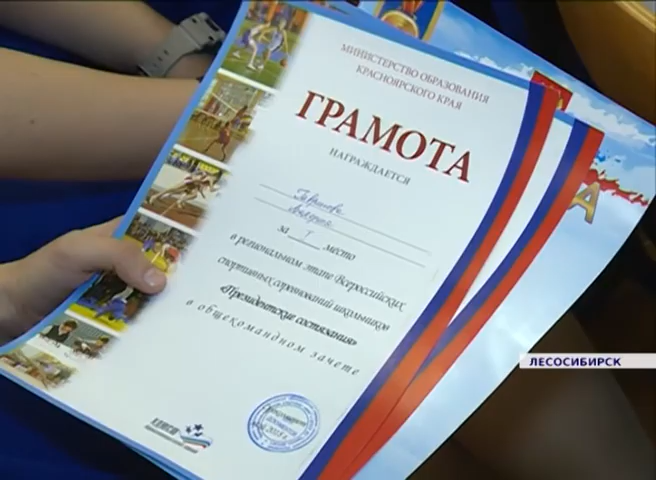 МИНИСТЕРСТВО ОБРАЗОВАНИЯ
КРАСНОЯРСКОГО КРАЯ
ГРАМОТА
НАГРАЖДАЕТСЯ
за I место
в региональном этапе Всероссийских
спортивных соревнований школьников
«Президентские состязания»
в общекомандном зачете
ЛЕСОСИБИРСК